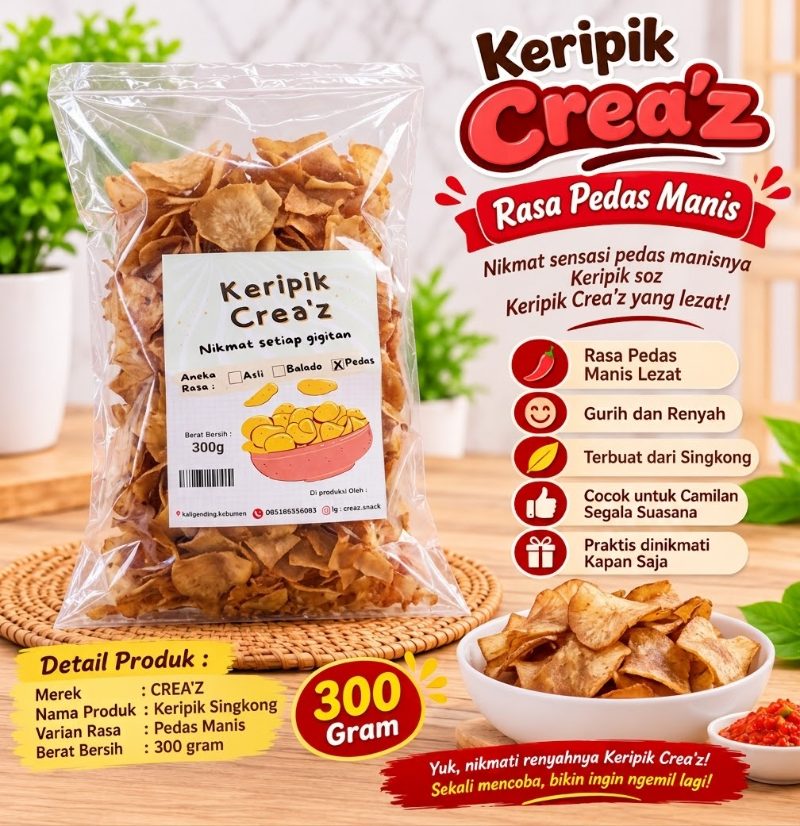 Keripik
Crea'z
Rasa Pedas Manis
Nikmat sensasi pedas manisnya
Keripik soz
Keripik Crea'z yang lezat!
Rasa Pedas
Manis Lezat
Gurih dan Renyah
Terbuat dari Singkong
Cocok untuk Camilan
Segala Suasana
Praktis dinikmati
Kapan Saja
Keripik
Crea'z
Nikmat setiap gigitan
Aneka
Rasa :
Asli
Balado
X Pedas
Berat Bersih :
300g
Di produksi Oleh :
kaligending.kebumen
085186556083
Ig : creaz.snack
Detail Produk :
Merek : CREA'Z
Nama Produk : Keripik Singkong
Varian Rasa : Pedas Manis
Berat Bersih : 300 gram
300
Gram
Yuk, nikmati renyahnya Keripik Crea'z!
Sekali mencoba, bikin ingin ngemil lagi!